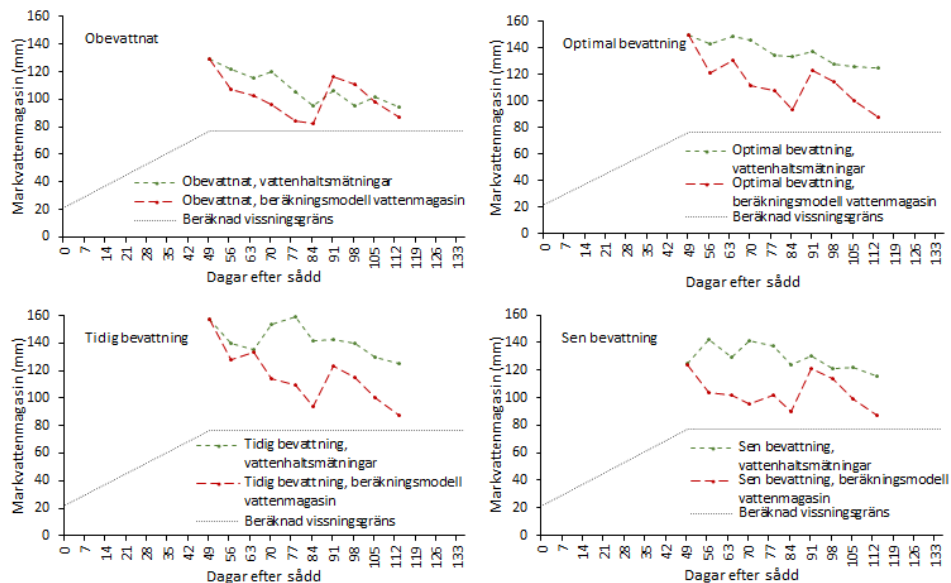 160
140
120
100
80
60
40
20
0
Markvattenmagasin (mm)
Obevattnat
Obevattnat, vattenhaltsmätningar
Obevattnat, beräkningsmodell vattenmagasin
Beräknad vissningsgräns
0 7 14 21 28 35 42 49 56 63 70 77 84 91 98 105 112 119 126 133
Dagar efter sådd
160
140
120
100
80
60
40
20
0
Markvattenmagasin (mm)
Optimal bevattning
Optimal bevattning,
vattenhaltsmätningar
Optimal bevattning,
beräkningsmodell vattenmagasin
Beräknad vissningsgräns
0 7 14 21 28 35 42 49 56 63 70 77 84 91 98 105 112 119 126 133
Dagar efter sådd
160
140
120
100
80
60
40
20
0
Markvattenmagasin (mm)
Tidig bevattning
Tidig bevattning,
vattenhaltsmätningar
Tidig bevattning, beräkningsmodell
vattenmagasin
Beräknad vissningsgräns
0 7 14 21 28 35 42 49 56 63 70 77 84 91 98 105 112 119 126 133
Dagar efter sådd
160
140
120
100
80
60
40
20
0
Markvattenmagasin (mm)
Sen bevattning
Sen bevattning,
vattenhaltsmätningar
Sen bevattning, beräkningsmodell
vattenmagasin
Beräknad vissningsgräns
0 7 14 21 28 35 42 49 56 63 70 77 84 91 98 105 112 119 126 133
Dagar efter sådd